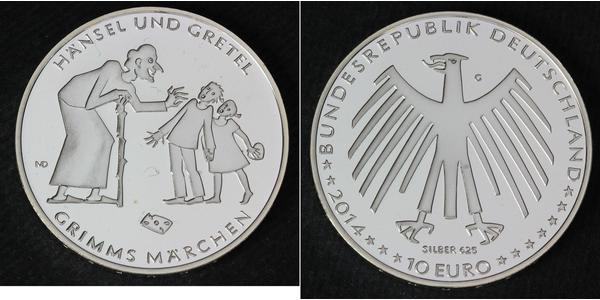 HÄNSEL UND GRETEL
ND
GRIMMS MÄRCHEN
BUNDESREPUBLIK DEUTSCHLAND
G
2014
SILBER 625
10 EURO